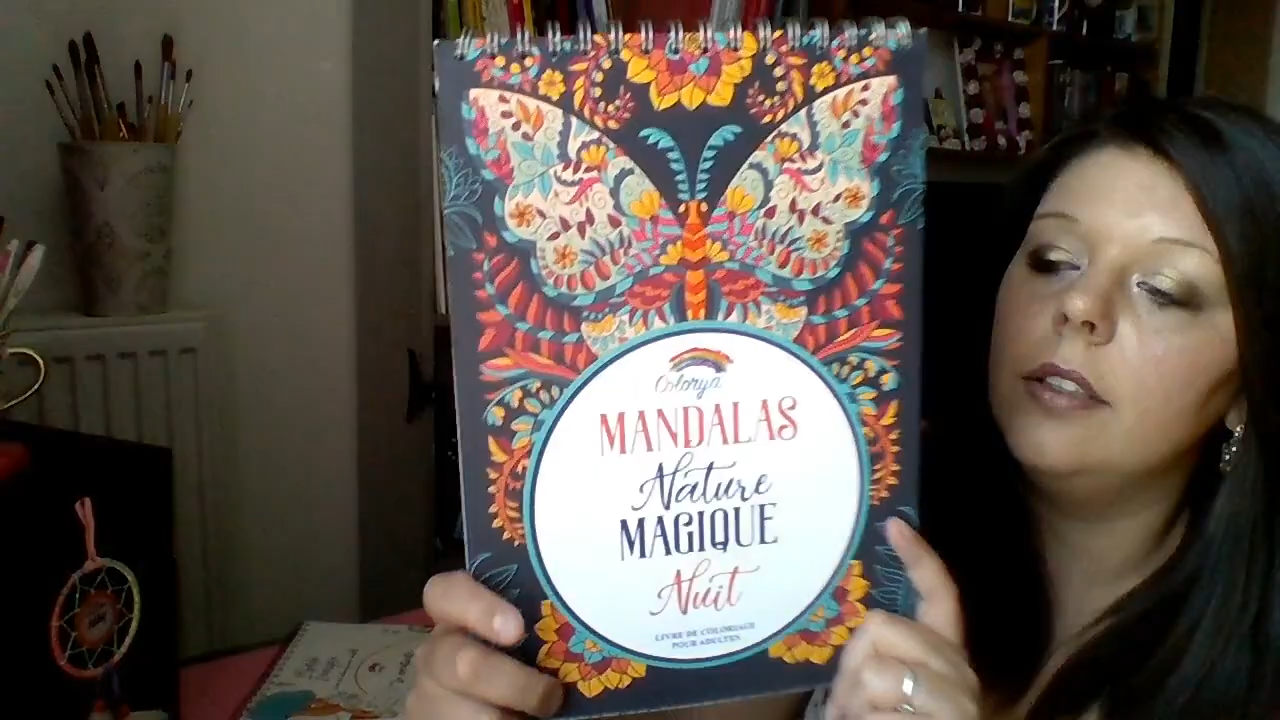 Colorya
MANDALAS
Nature
MAGIQUE
Nuit
LIVRE DE COLORIAGE
POUR ADULTES